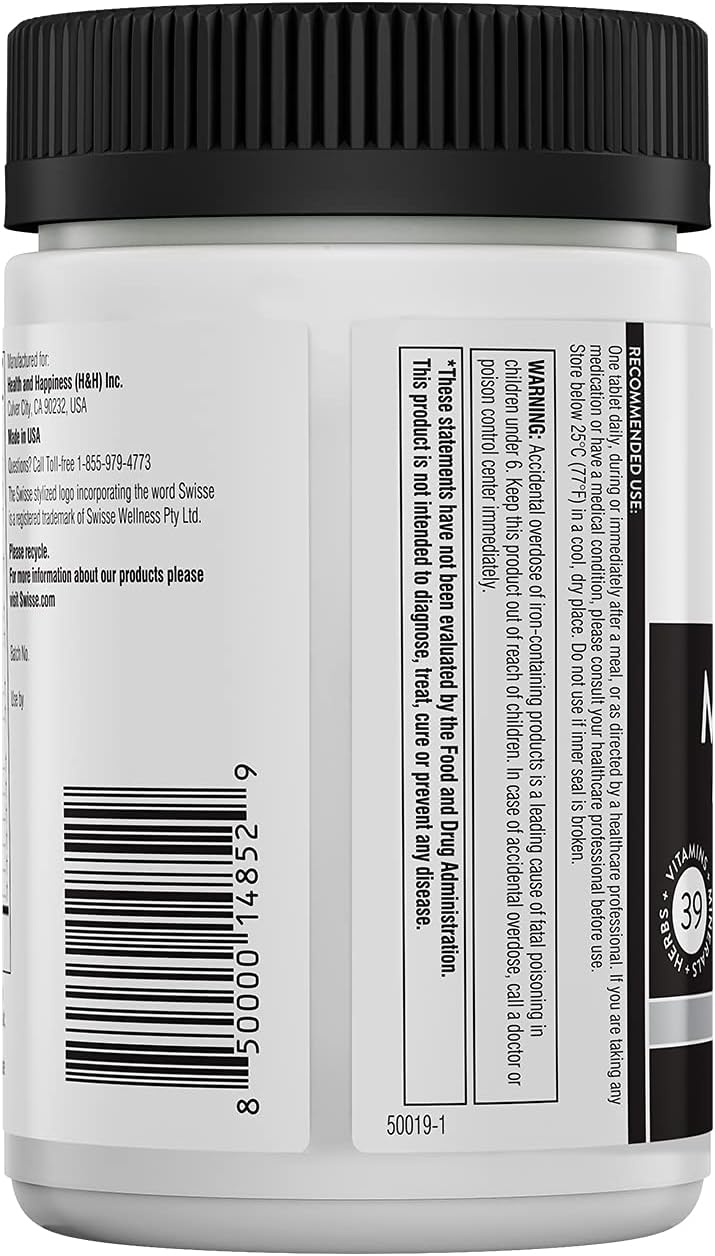 Manufactured for:
Health and Happiness (H&H) Inc.
Culver City, CA 90232, USA
Made in USA
Questions? Call Toll-free 1-855-979-4773
The Swisse stylized logo incorporating the word Swisse
is a registered trademark of Swisse Wellness Pty Ltd.
Please recycle.
For more information about our products please
visit Swisse.com
Batch No.
Use by
8 50000 14852 9
RECOMMENDED USE:
One tablet daily, during or immediately after a meal, or as directed by a healthcare professional. If you are taking any
medication or have a medical condition, please consult your healthcare professional before use.
Store below 25°C (77°F) in a cool, dry place. Do not use if inner seal is broken.
WARNING: Accidental overdose of iron-containing products is a leading cause of fatal poisoning in
children under 6. Keep this product out of reach of children. In case of accidental overdose, call a doctor or
poison control center immediately.
*These statements have not been evaluated by the Food and Drug Administration.
This product is not intended to diagnose, treat, cure or prevent any disease.
50019-1
VITAMINS + MINERALS + HERBS +
39